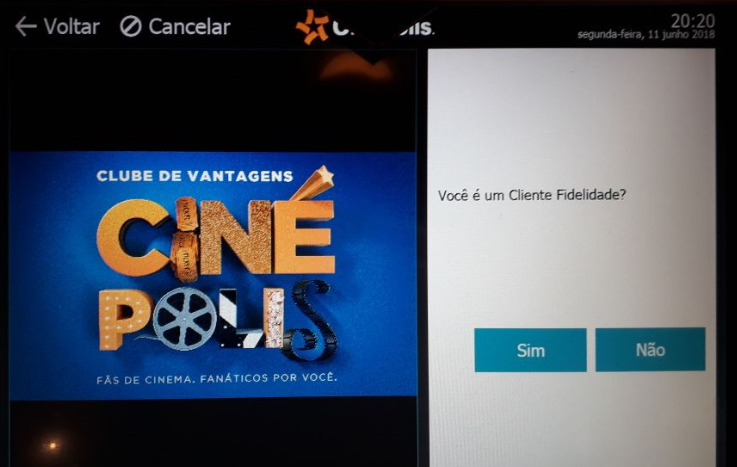 Voltar
Cancelar
20:20
segunda-feira, 11 junho 2018
CLUBE DE VANTAGENS
CINÉ
POLIS
FÃS DE CINEMA. FANÁTICOS POR VOCÊ.
Você é um Cliente Fidelidade?
Sim
Não